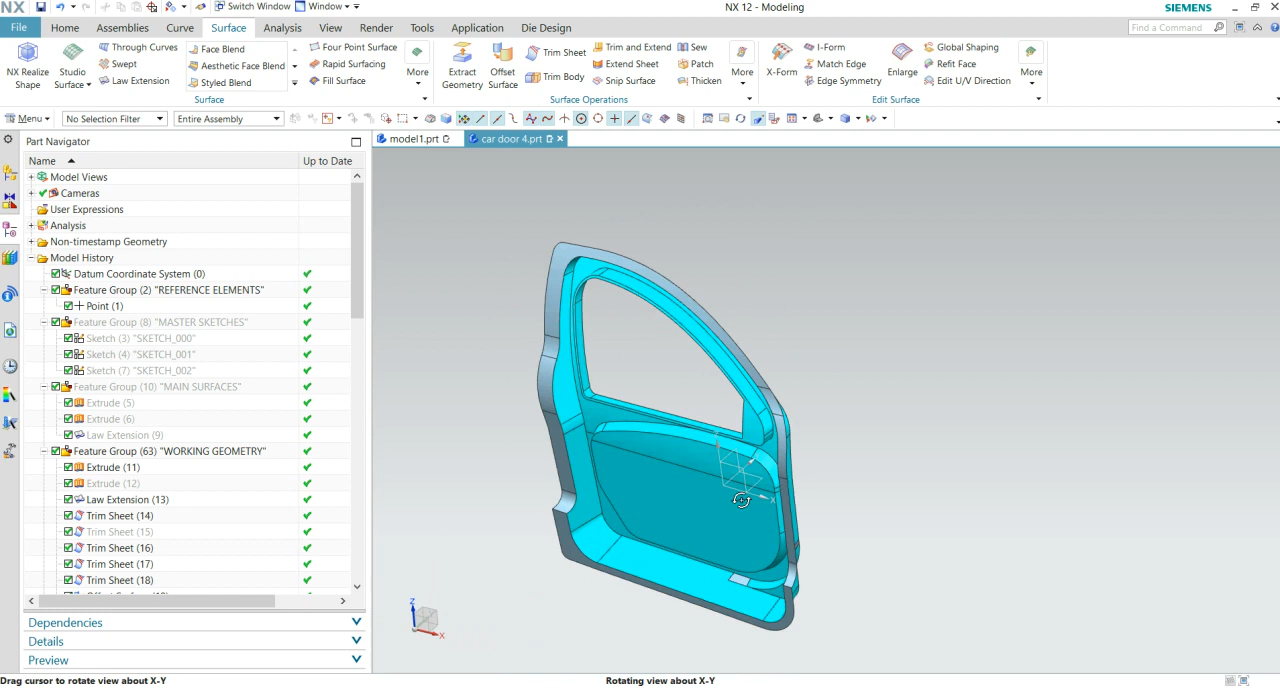 NX Switch Window Window NX 12 - Modeling SIEMENS
File Home Assemblies Curve Surface Analysis View Render Tools Application Die Design Find a Command
NX Realize Shape
Studio Surface
Through Curves
Swept
Law Extension
Face Blend
Aesthetic Face Blend
Styled Blend
Four Point Surface
Rapid Surfacing
Fill Surface
More
Surface
Extract Geometry
Offset Surface
Trim Sheet
Trim Body
Trim and Extend
Extend Sheet
Snip Surface
Sew
Patch
Thicken
More
Surface Operations
X-Form
I-Form
Match Edge
Edge Symmetry
Enlarge
Global Shaping
Refit Face
Edit U/V Direction
More
Edit Surface
Menu No Selection Filter Entire Assembly
Part Navigator
model1.prt car door 4.prt
Name Up to Date
Model Views
Cameras
User Expressions
Analysis
Non-timestamp Geometry
Model History
Datum Coordinate System (0)
Feature Group (2) "REFERENCE ELEMENTS"
Point (1)
Feature Group (8) "MASTER SKETCHES"
Sketch (3) "SKETCH_000"
Sketch (4) "SKETCH_001"
Sketch (7) "SKETCH_002"
Feature Group (10) "MAIN SURFACES"
Extrude (5)
Extrude (6)
Law Extension (9)
Feature Group (63) "WORKING GEOMETRY"
Extrude (11)
Extrude (12)
Law Extension (13)
Trim Sheet (14)
Trim Sheet (15)
Trim Sheet (16)
Trim Sheet (17)
Trim Sheet (18)
Dependencies
Details
Preview
X
Z
X
Drag cursor to rotate view about X-Y Rotating view about X-Y